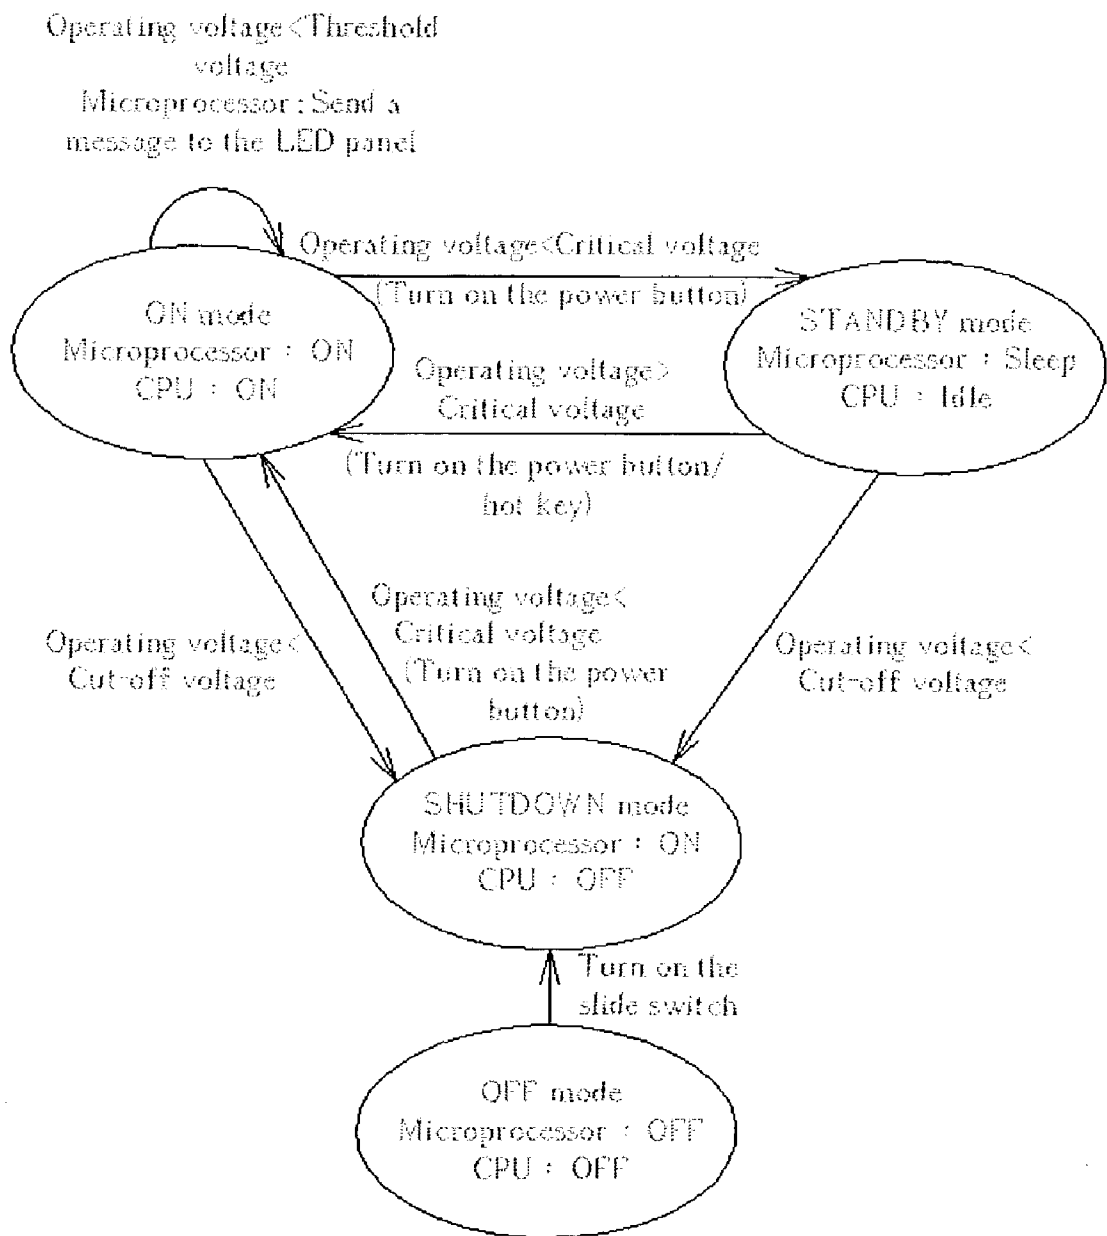 Operating voltage<Threshold
voltage
Microprocessor:Send a
message to the LED panel
Operating voltage<Critical voltage
(Turn on the power button)
ON mode
Microprocessor : ON
CPU : ON
STANDBY mode
Microprocessor : Sleep
CPU : Idle
Operating voltage>
Critical voltage
(Turn on the power button/
hot key)
Operating voltage<
Critical voltage
(Turn on the power
button)
Operating voltage<
Cut-off voltage
Operating voltage<
Cut-off voltage
SHUTDOWN mode
Microprocessor : ON
CPU : OFF
Turn on the
slide switch
OFF mode
Microprocessor : OFF
CPU : OFF